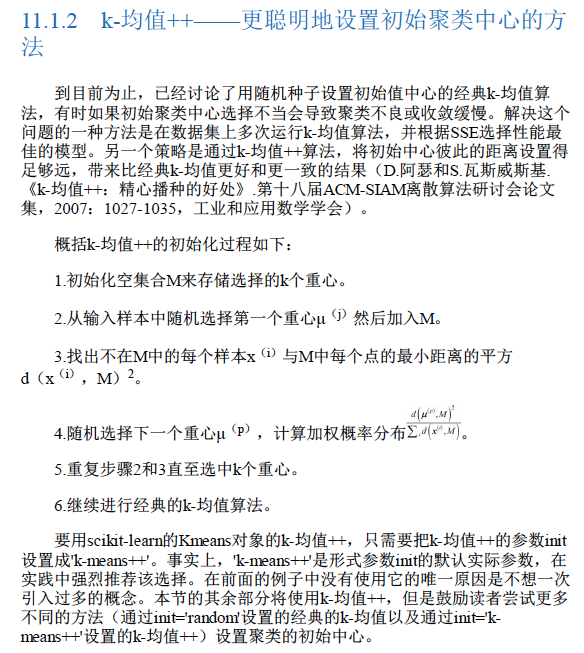 11.1.2 k-均值++——更聪明地设置初始聚类中心的方
法
到目前为止，已经讨论了用随机种子设置初始值中心的经典k-均值算
法，有时如果初始聚类中心选择不当会导致聚类不良或收敛缓慢。解决这个
问题的一种方法是在数据集上多次运行k-均值算法，并根据SSE选择性能最
佳的模型。另一个策略是通过k-均值++算法，将初始中心彼此的距离设置得
足够远，带来比经典k-均值更好和更一致的结果（D.阿瑟和S.瓦斯威斯基.
《k-均值++：精心播种的好处》.第十八届ACM-SIAM离散算法研讨会论文
集，2007：1027-1035，工业和应用数学学会）。
概括k-均值++的初始化过程如下：
1.初始化空集合M来存储选择的k个重心。
2.从输入样本中随机选择第一个重心μ（j）然后加入M。
3.找出不在M中的每个样本x（i）与M中每个点的最小距离的平方
d（x（i），M）2。
4.随机选择下一个重心μ（p），计算加权概率分布d(μ(p),M)2/∑i d(x(i),M)。
5.重复步骤2和3直至选中k个重心。
6.继续进行经典的k-均值算法。
要用scikit-learn的Kmeans对象的k-均值++，只需要把k-均值++的参数init
设置成'k-means++'。事实上，'k-means++'是形式参数init的默认实际参数，在
实践中强烈推荐该选择。在前面的例子中没有使用它的唯一原因是不想一次
引入过多的概念。本节的其余部分将使用k-均值++，但是鼓励读者尝试更多
不同的方法（通过init='random'设置的经典的k-均值以及通过init='k-
means++'设置的k-均值++）设置聚类的初始中心。